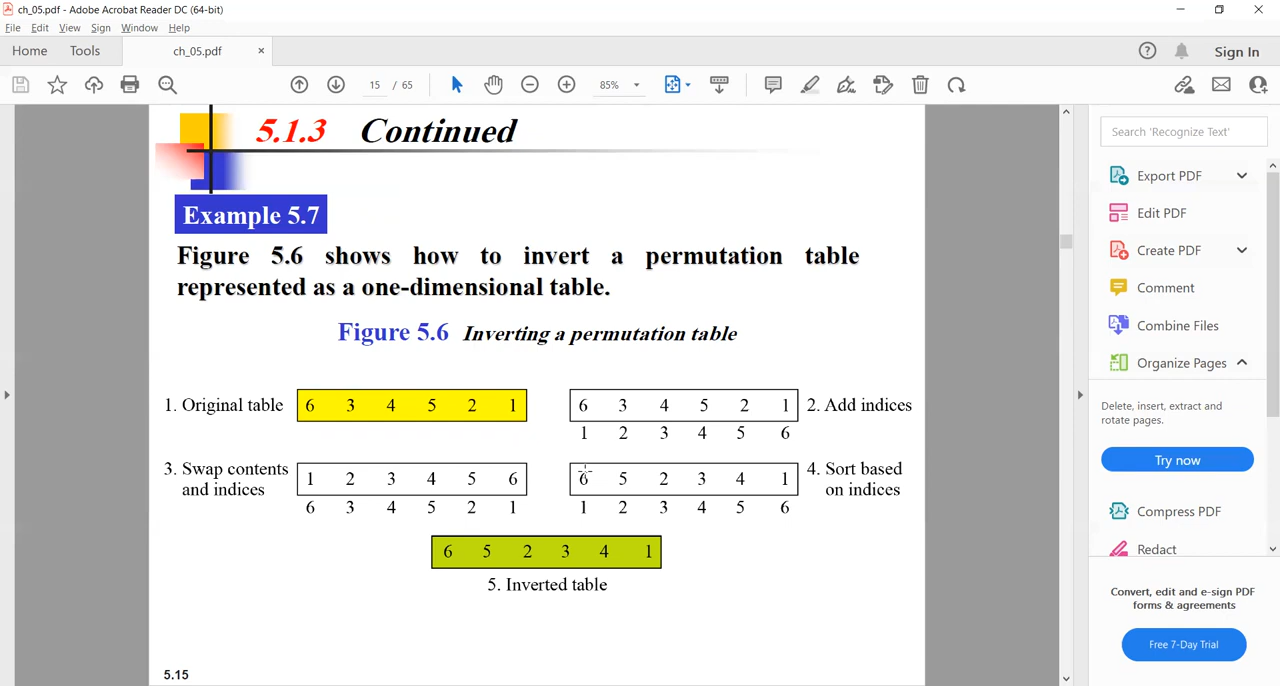 ch_05.pdf - Adobe Acrobat Reader DC (64-bit)
File Edit View Sign Window Help
Home Tools ch_05.pdf × ? Sign In
15 / 65 85%
5.1.3 Continued
Example 5.7
Figure 5.6 shows how to invert a permutation table
represented as a one-dimensional table.
Figure 5.6 Inverting a permutation table
1. Original table 6 3 4 5 2 1
6 3 4 5 2 1 2. Add indices
1 2 3 4 5 6
3. Swap contents
and indices
1 2 3 4 5 6
6 3 4 5 2 1
6 5 2 3 4 1
1 2 3 4 5 6
4. Sort based
on indices
6 5 2 3 4 1
5. Inverted table
5.15
Search 'Recognize Text'
Export PDF
Edit PDF
Create PDF
Comment
Combine Files
Organize Pages
Delete, insert, extract and
rotate pages.
Try now
Compress PDF
Redact
Convert, edit and e-sign PDF
forms & agreements
Free 7-Day Trial